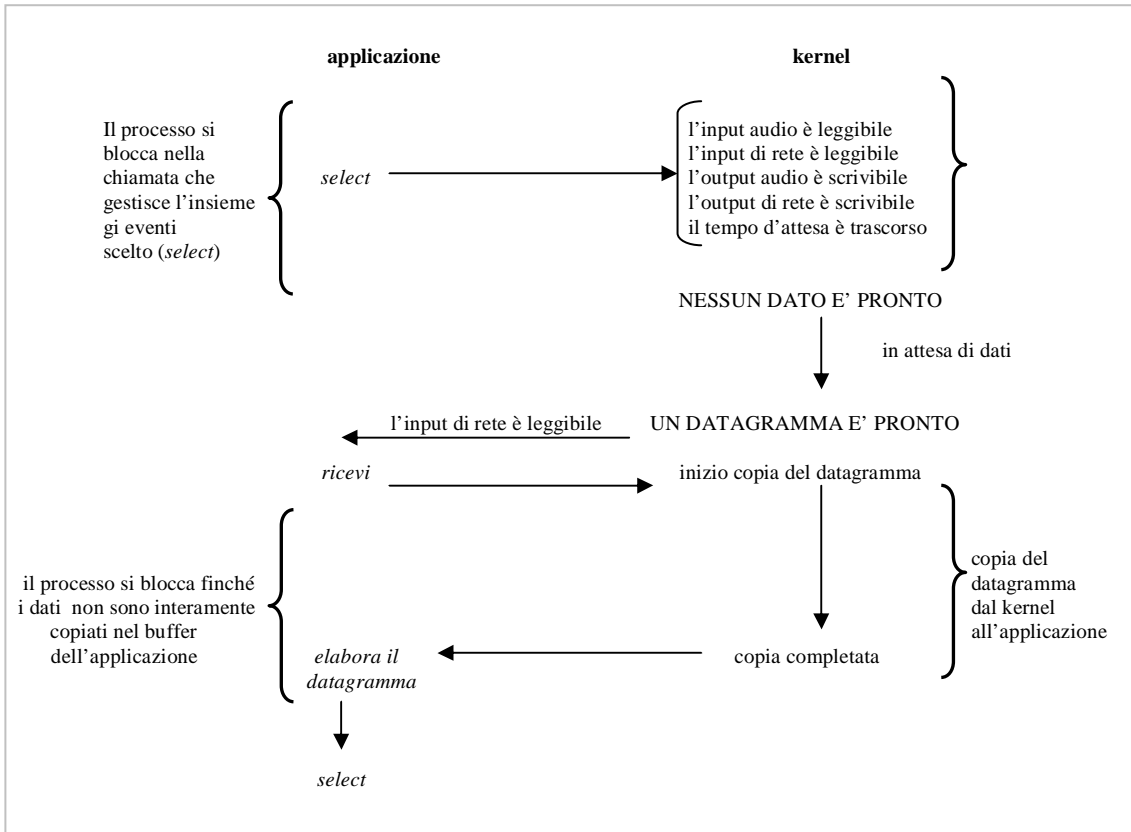 applicazione
kernel
Il processo si
blocca nella
chiamata che
gestisce l'insieme
gi eventi
scelto (select)
select
l'input audio è leggibile
l'input di rete è leggibile
l'output audio è scrivibile
l'output di rete è scrivibile
il tempo d'attesa è trascorso
NESSUN DATO E' PRONTO
in attesa di dati
l'input di rete è leggibile
UN DATAGRAMMA E' PRONTO
ricevi
inizio copia del datagramma
il processo si blocca finché
i dati non sono interamente
copiati nel buffer
dell'applicazione
copia del
datagramma
dal kernel
all'applicazione
elabora il
datagramma
copia completata
select